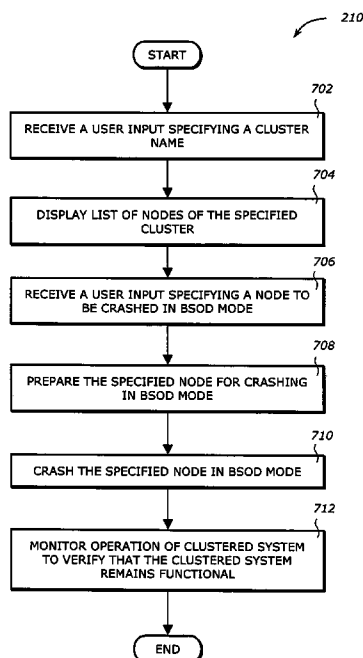 210
START
702
RECEIVE A USER INPUT SPECIFYING A CLUSTER
NAME
704
DISPLAY LIST OF NODES OF THE SPECIFIED
CLUSTER
706
RECEIVE A USER INPUT SPECIFYING A NODE TO
BE CRASHED IN BSOD MODE
708
PREPARE THE SPECIFIED NODE FOR CRASHING
IN BSOD MODE
710
CRASH THE SPECIFIED NODE IN BSOD MODE
712
MONITOR OPERATION OF CLUSTERED SYSTEM
TO VERIFY THAT THE CLUSTERED SYSTEM
REMAINS FUNCTIONAL
END